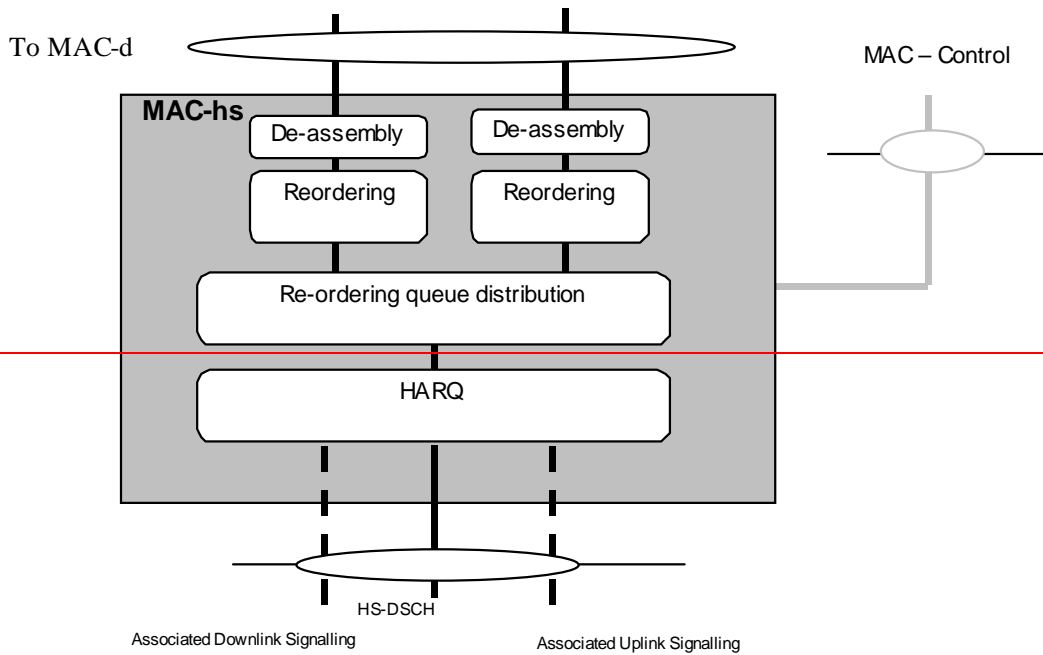 To MAC-d
MAC – Control
MAC-hs
De-assembly
De-assembly
Reordering
Reordering
Re-ordering queue distribution
HARQ
HS-DSCH
Associated Downlink Signalling
Associated Uplink Signalling